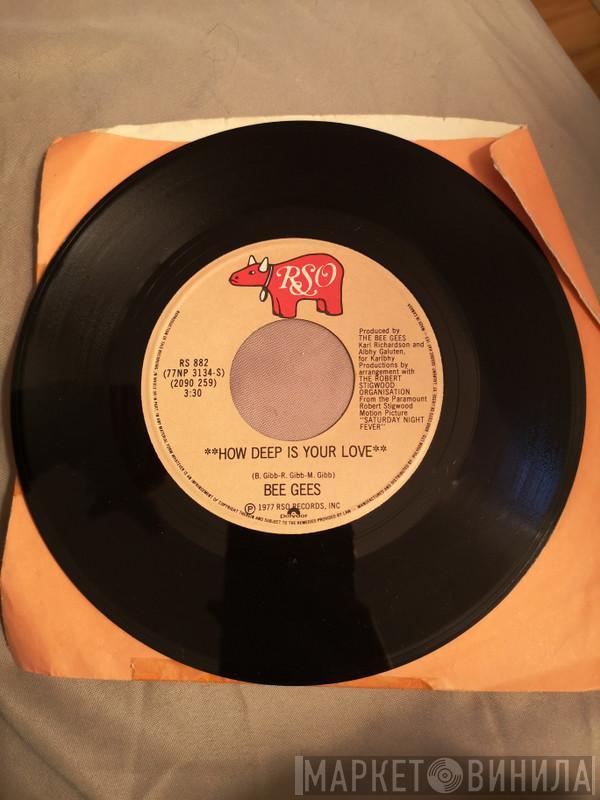 RSO
RS 882
(77NP 3134-S)
(2090 259)
3:30
Produced by
THE BEE GEES
Karl Richardson and
Albhy Galuten,
for Karlbhy
Productions by
arrangement with
THE ROBERT
STIGWOOD
ORGANISATION
From the Paramount
Robert Stigwood
Motion Picture
"SATURDAY NIGHT
FEVER"
**HOW DEEP IS YOUR LOVE**
(B. Gibb-R. Gibb-M. Gibb)
BEE GEES
℗ 1977 RSO RECORDS, INC
polydor
МАРКЕТ ВИНИЛА